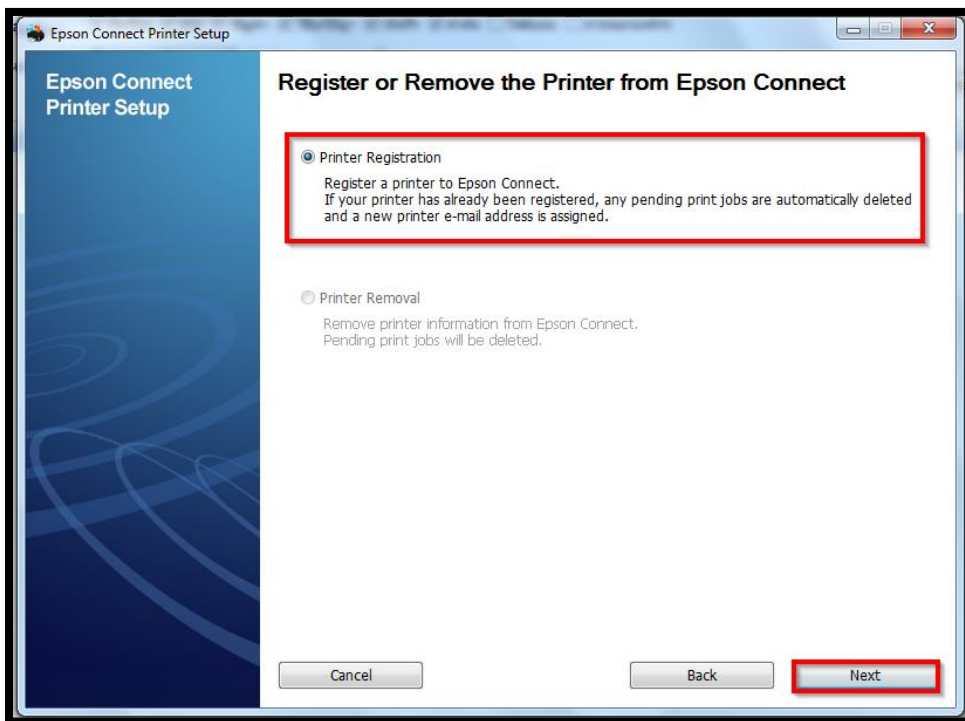 Epson Connect Printer Setup
Epson Connect
Printer Setup
Register or Remove the Printer from Epson Connect
Printer Registration
Register a printer to Epson Connect.
If your printer has already been registered, any pending print jobs are automatically deleted
and a new printer e-mail address is assigned.
Printer Removal
Remove printer information from Epson Connect.
Pending print jobs will be deleted.
Cancel
Back
Next